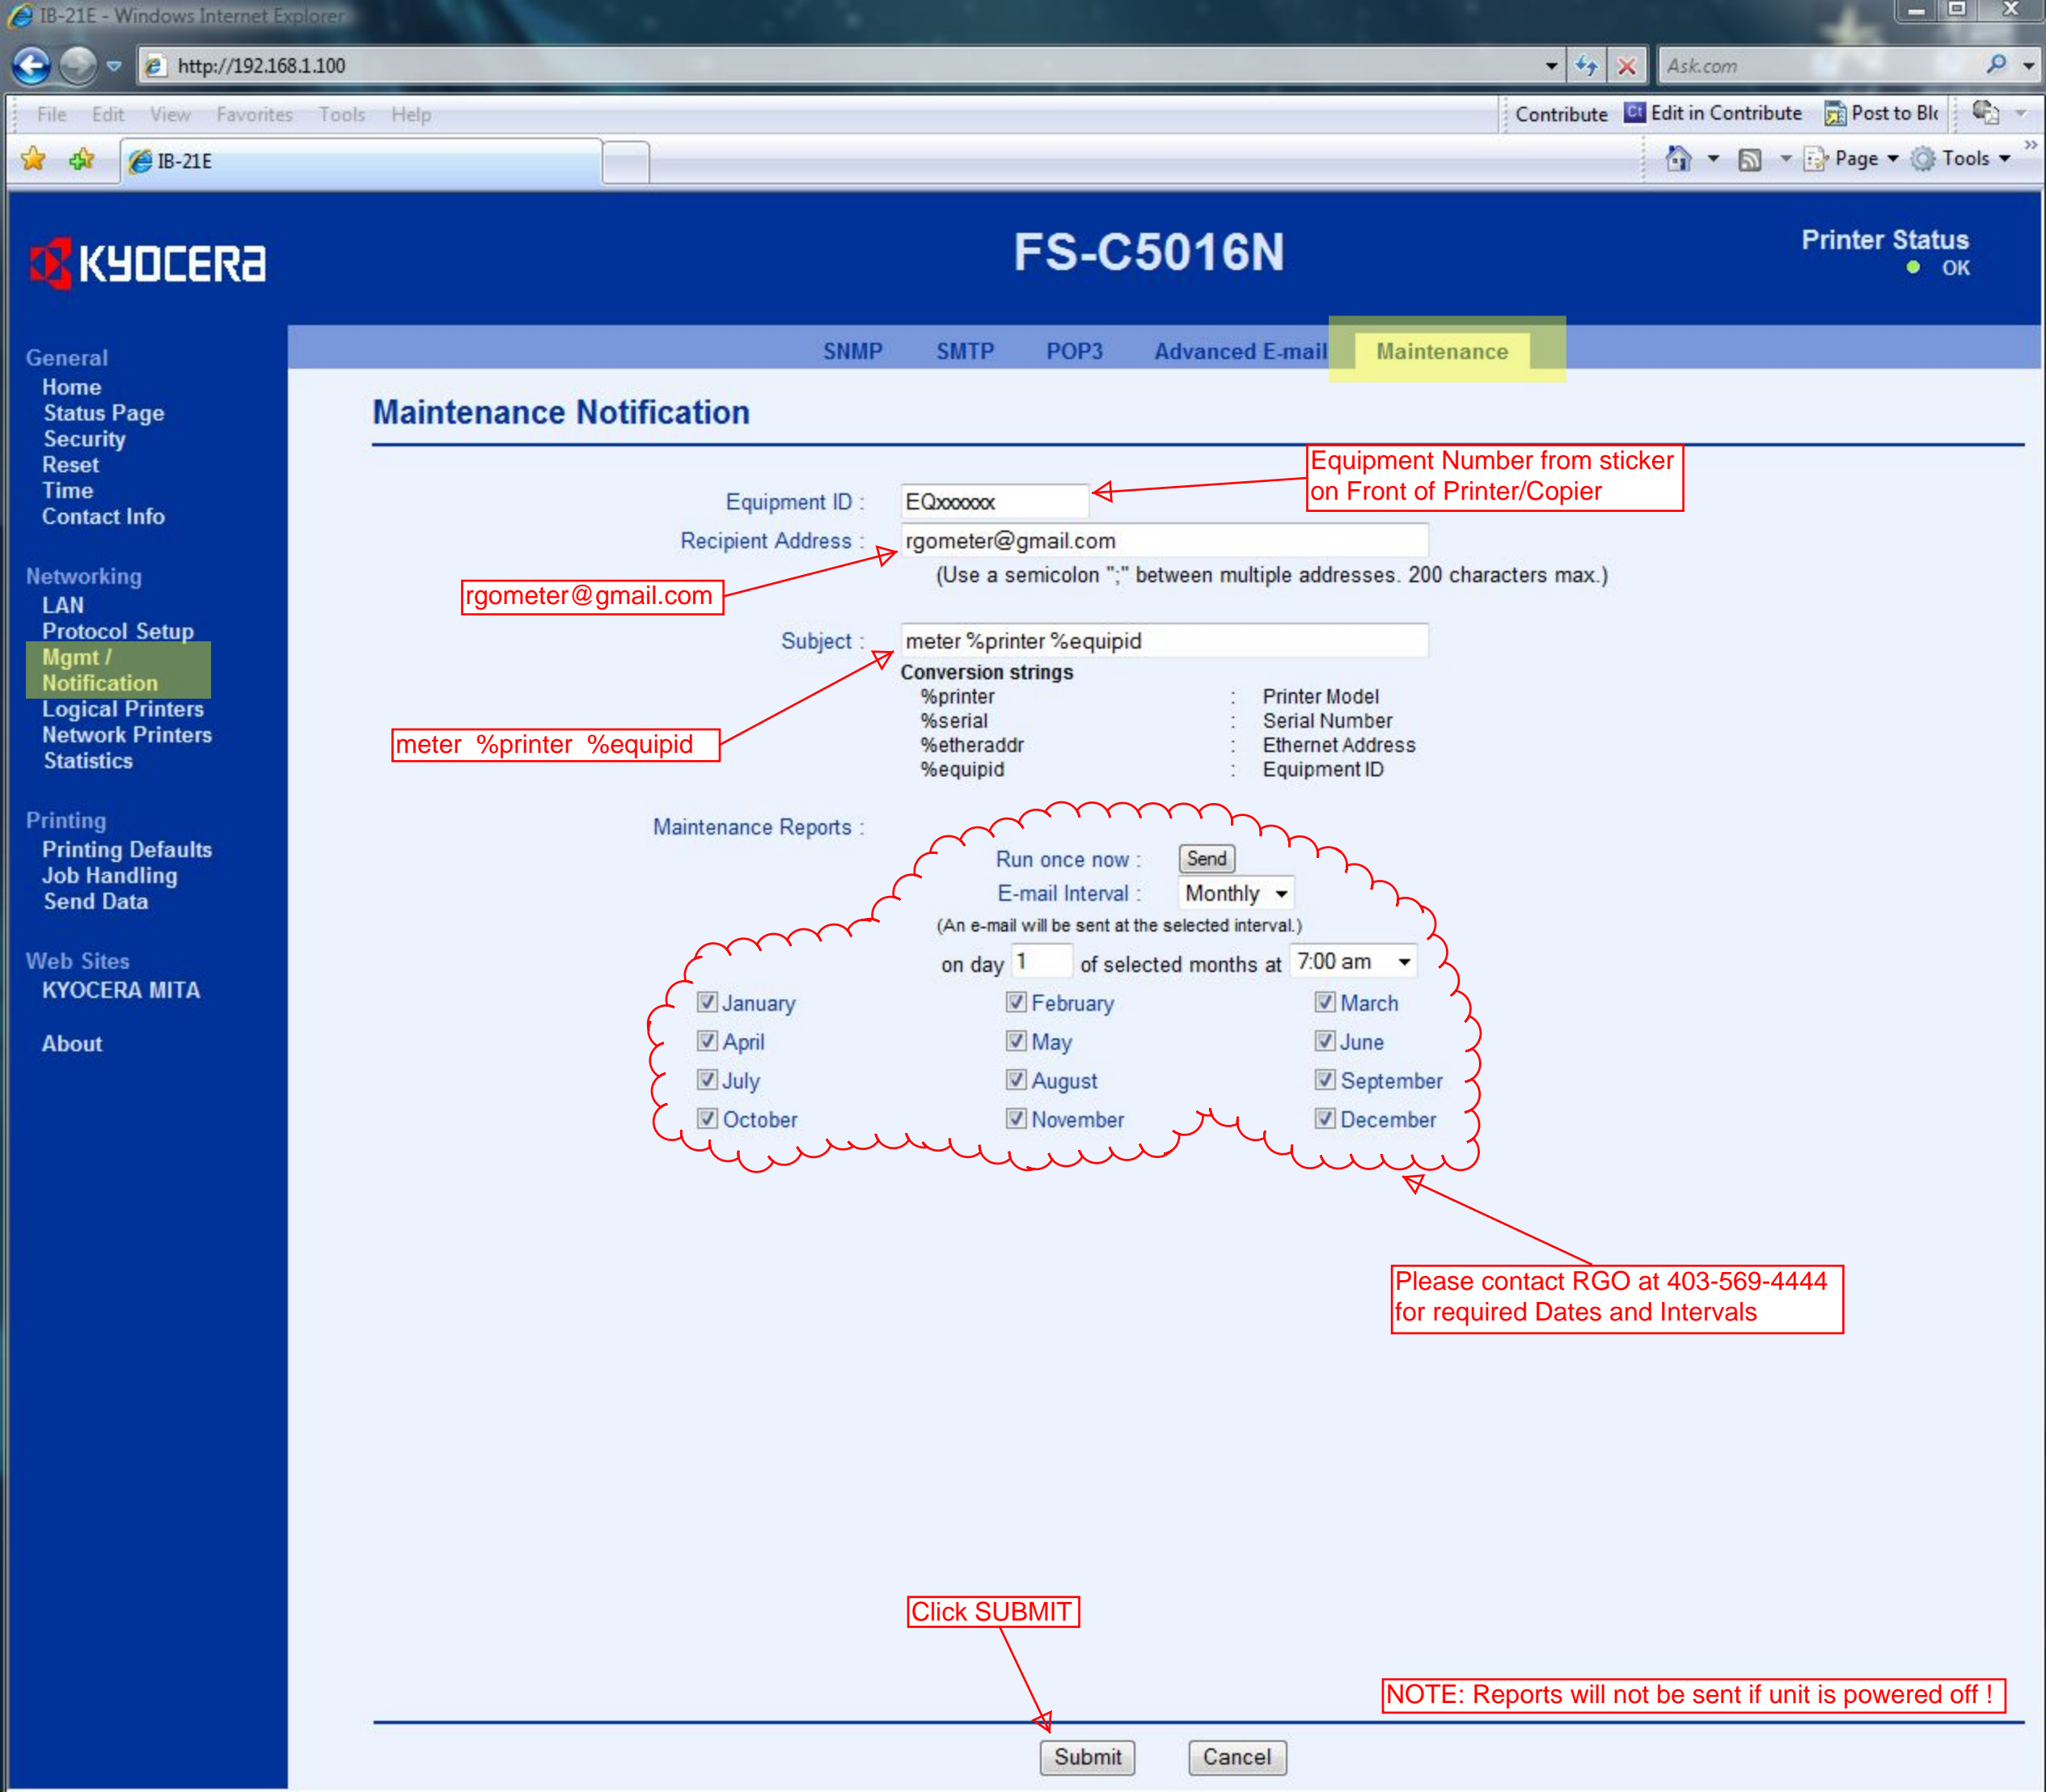 IB-21E - Windows Internet Explorer
http://192.168.1.100
Ask.com
File Edit View Favorites Tools Help
Contribute Edit in Contribute Post to Blo
IB-21E
Page Tools
KYOCERA
FS-C5016N
Printer Status
OK
SNMP SMTP POP3 Advanced E-mail Maintenance
General
Home
Status Page
Security
Reset
Time
Contact Info
Networking
LAN
Protocol Setup
Mgmt /
Notification
Logical Printers
Network Printers
Statistics
Printing
Printing Defaults
Job Handling
Send Data
Web Sites
KYOCERA MITA
About
Maintenance Notification
Equipment Number from sticker
on Front of Printer/Copier
Equipment ID : EQxxxxxx
Recipient Address : rgometer@gmail.com
(Use a semicolon ";" between multiple addresses. 200 characters max.)
rgometer@gmail.com
Subject : meter %printer %equipid
Conversion strings
%printer : Printer Model
%serial : Serial Number
%etheraddr : Ethernet Address
%equipid : Equipment ID
meter %printer %equipid
Maintenance Reports :
Run once now : Send
E-mail Interval : Monthly
(An e-mail will be sent at the selected interval.)
on day 1 of selected months at 7:00 am
January February March
April May June
July August September
October November December
Please contact RGO at 403-569-4444
for required Dates and Intervals
Click SUBMIT
NOTE: Reports will not be sent if unit is powered off !
Submit Cancel